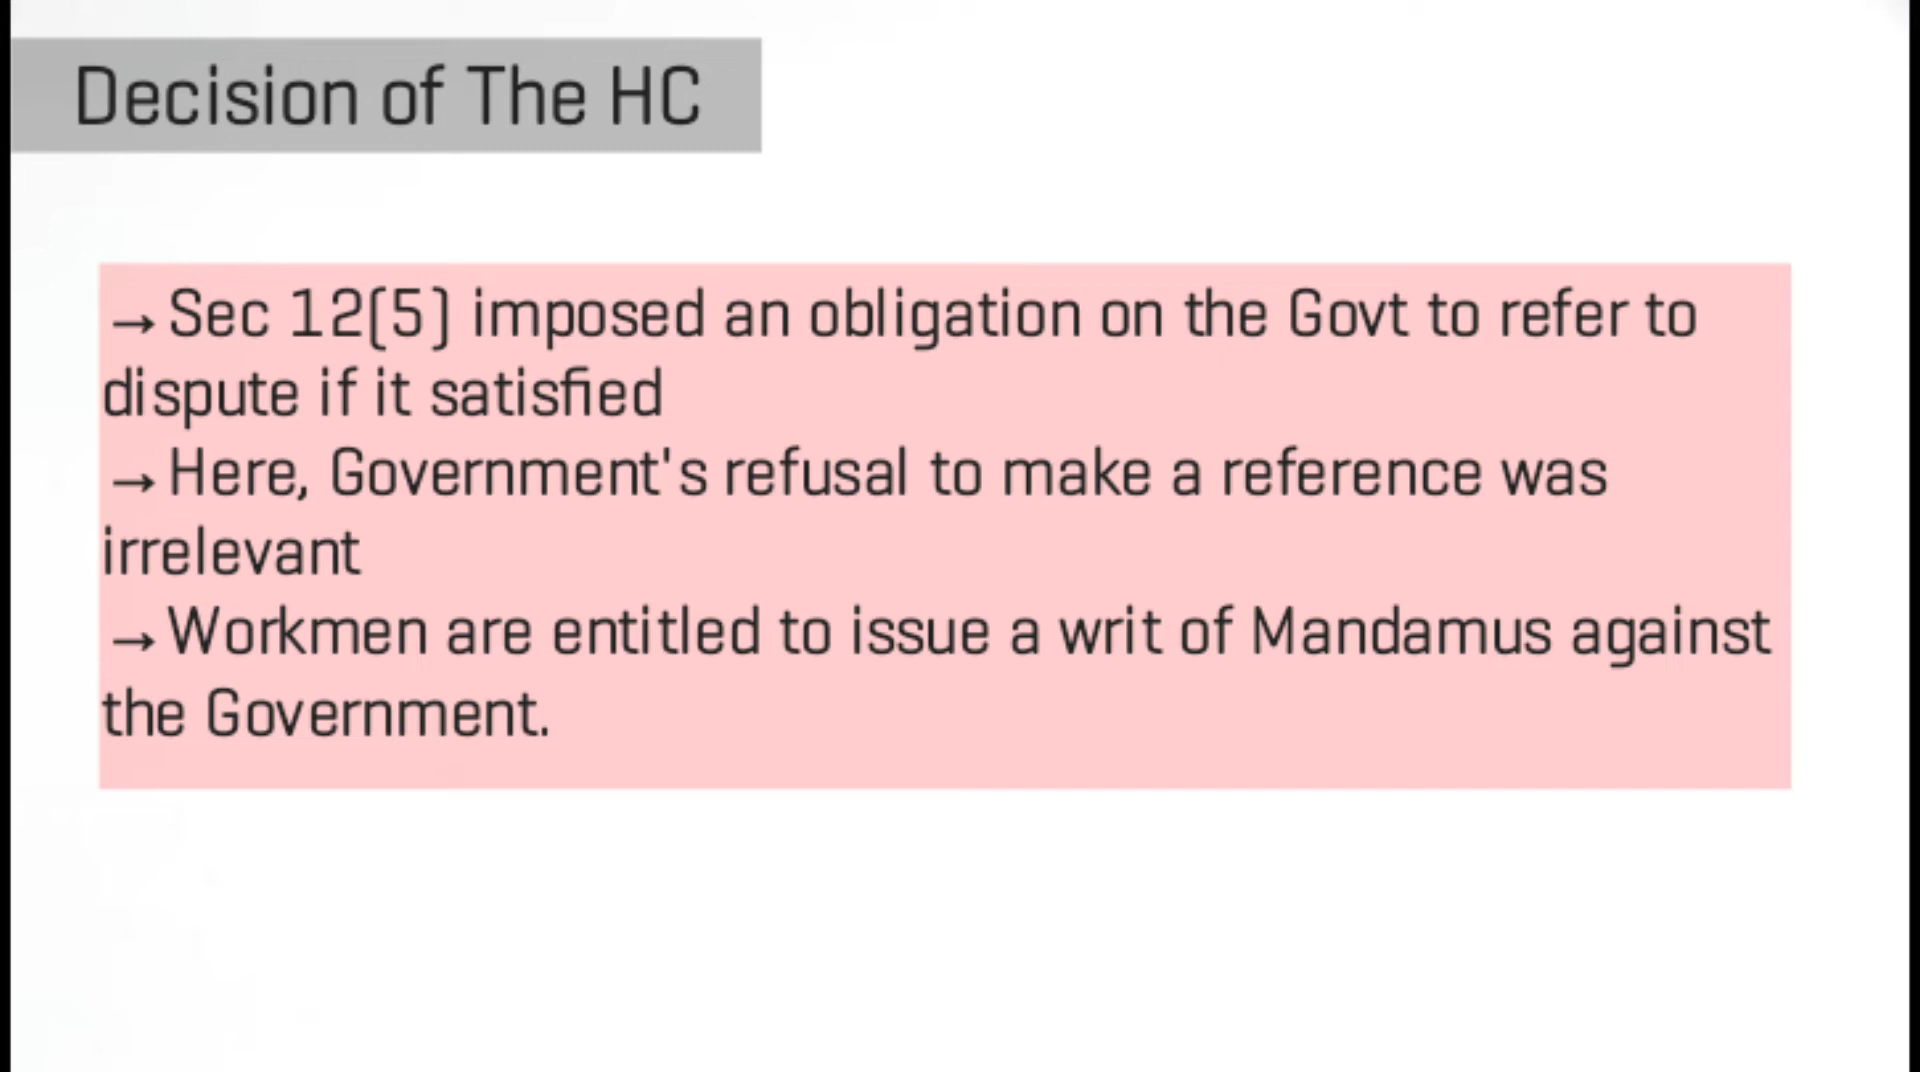 Decision of The HC
→Sec 12(5) imposed an obligation on the Govt to refer to
dispute if it satisfied
→Here, Government's refusal to make a reference was
irrelevant
→Workmen are entitled to issue a writ of Mandamus against
the Government.